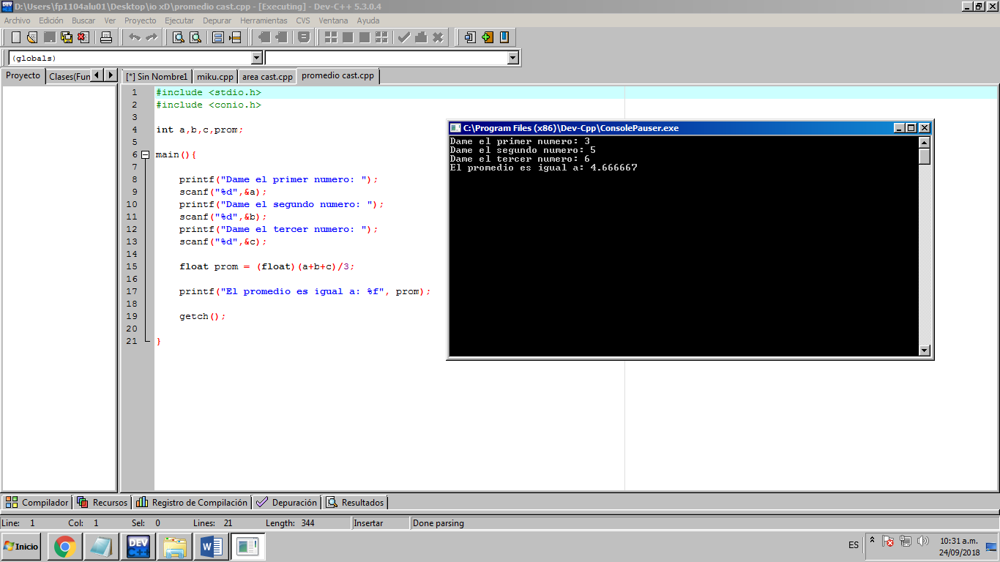 D:\Users\fp1104alu01\Desktop\io xD\promedio cast.cpp - [Executing] - Dev-C++ 5.3.0.4
Archivo Edición Buscar Ver Proyecto Ejecutar Depurar Herramientas CVS Ventana Ayuda
(globals)
Proyecto Clases(Fun [*] Sin Nombre1 miku.cpp area cast.cpp promedio cast.cpp
1 #include <stdio.h>
2 #include <conio.h>
3
4 int a,b,c,prom;
5
6 main(){
7
8 printf("Dame el primer numero: ");
9 scanf("%d",&a);
10 printf("Dame el segundo numero: ");
11 scanf("%d",&b);
12 printf("Dame el tercer numero: ");
13 scanf("%d",&c);
14
15 float prom = (float)(a+b+c)/3;
16
17 printf("El promedio es igual a: %f", prom);
18
19 getch();
20
21 }
C:\Program Files (x86)\Dev-Cpp\ConsolePauser.exe
Dame el primer numero: 3
Dame el segundo numero: 5
Dame el tercer numero: 6
El promedio es igual a: 4.666667
Compilador Recursos Registro de Compilación Depuración Resultados
Line: 1 Col: 1 Sel: 0 Lines: 21 Length: 344 Insertar Done parsing
Inicio DEV C++ W ES 10:31 a.m.
24/09/2018